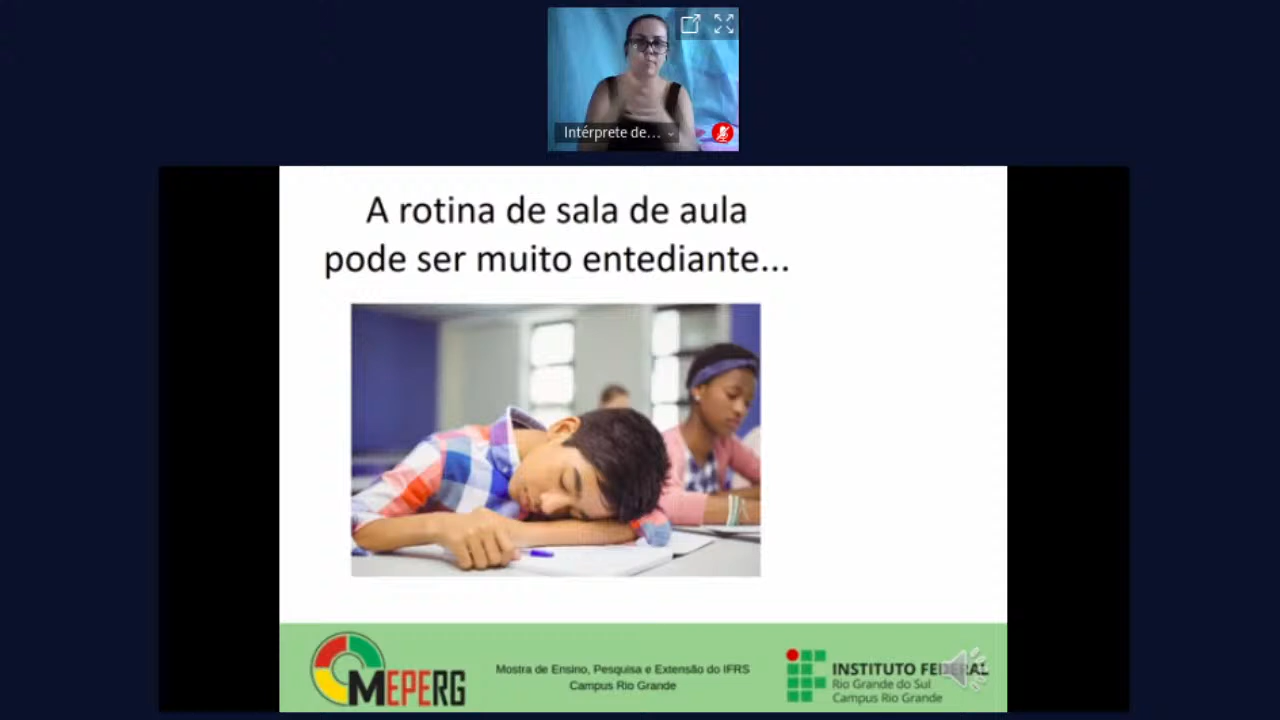 Intérprete de...
A rotina de sala de aula
pode ser muito entediante...
MEPERG
Mostra de Ensino, Pesquisa e Extensão do IFRS
Campus Rio Grande
INSTITUTO FEDERAL
Rio Grande do Sul
Campus Rio Grande